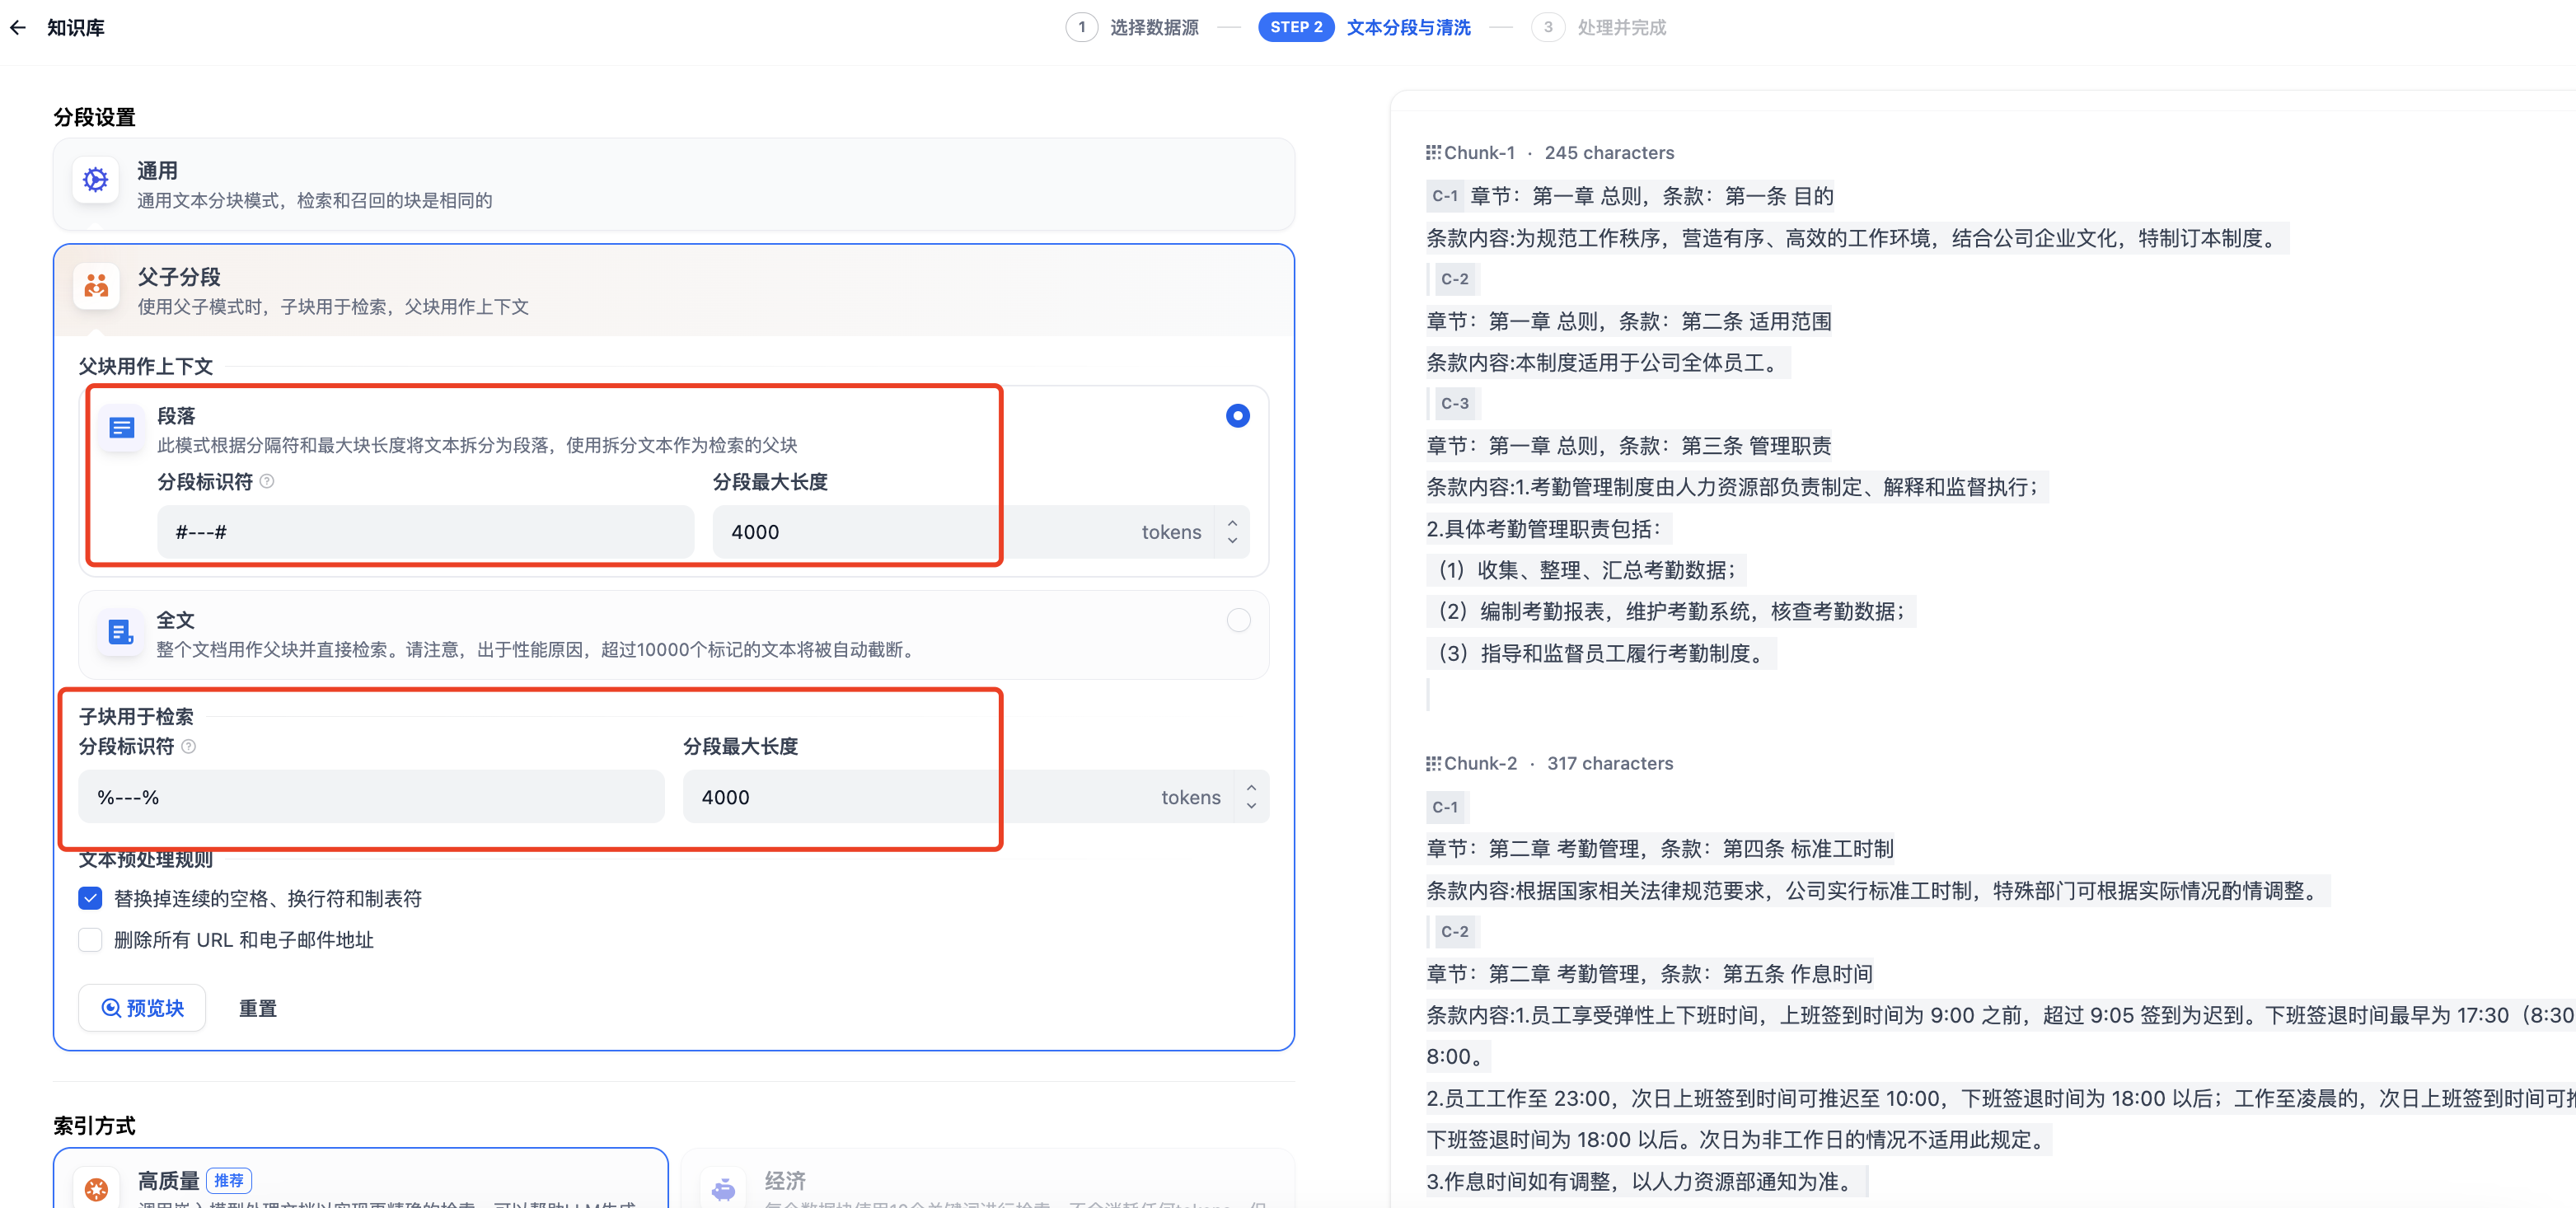 知识库
1 选择数据源
STEP 2 文本分段与清洗
3 处理并完成
分段设置
通用
通用文本分块模式，检索和召回的块是相同的
父子分段
使用父子模式时，子块用于检索，父块用作上下文
父块用作上下文
段落
此模式根据分隔符和最大块长度将文本拆分为段落，使用拆分文本作为检索的父块
分段标识符
分段最大长度
#---#
4000 tokens
全文
整个文档用作父块并直接检索。请注意，出于性能原因，超过10000个标记的文本将被自动截断。
子块用于检索
分段标识符
分段最大长度
%---%
4000 tokens
文本预处理规则
替换掉连续的空格、换行符和制表符
删除所有 URL 和电子邮件地址
预览块
重置
索引方式
高质量 推荐
经济
Chunk-1 · 245 characters
C-1 章节：第一章 总则，条款：第一条 目的
条款内容:为规范工作秩序，营造有序、高效的工作环境，结合公司企业文化，特制订本制度。
C-2
章节：第一章 总则，条款：第二条 适用范围
条款内容:本制度适用于公司全体员工。
C-3
章节：第一章 总则，条款：第三条 管理职责
条款内容:1.考勤管理制度由人力资源部负责制定、解释和监督执行；
2.具体考勤管理职责包括：
（1）收集、整理、汇总考勤数据；
（2）编制考勤报表，维护考勤系统，核查考勤数据；
（3）指导和监督员工履行考勤制度。
Chunk-2 · 317 characters
C-1
章节：第二章 考勤管理，条款：第四条 标准工时制
条款内容:根据国家相关法律规范要求，公司实行标准工时制，特殊部门可根据实际情况酌情调整。
C-2
章节：第二章 考勤管理，条款：第五条 作息时间
条款内容:1.员工享受弹性上下班时间，上班签到时间为 9:00 之前，超过 9:05 签到为迟到。下班签退时间最早为 17:30（8:30
8:00。
2.员工工作至 23:00，次日上班签到时间可推迟至 10:00，下班签退时间为 18:00 以后；工作至凌晨的，次日上班签到时间可
下班签退时间为 18:00 以后。次日为非工作日的情况不适用此规定。
3.作息时间如有调整，以人力资源部通知为准。